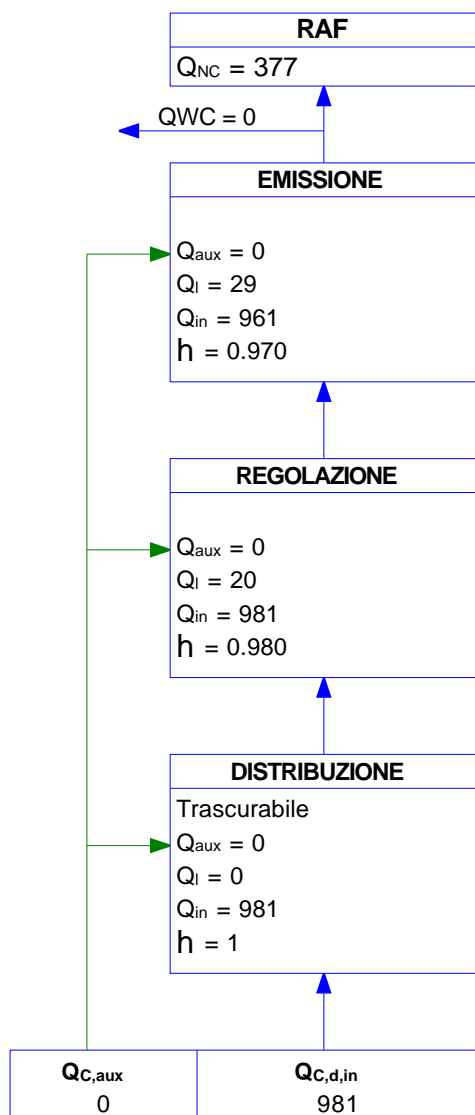 RAF
QNC = 377
QWC = 0
EMISSIONE
Qaux = 0
Ql = 29
Qin = 961
h = 0.970
REGOLAZIONE
Qaux = 0
Ql = 20
Qin = 981
h = 0.980
DISTRIBUZIONE
Trascurabile
Qaux = 0
Ql = 0
Qin = 981
h = 1
QC,aux QC,d,in
0 981